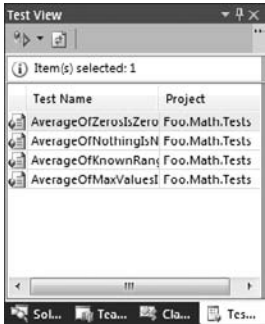 Test View
Item(s) selected: 1
Test Name Project
AverageOfZerosIsZero Foo.Math.Tests
AverageOfNothingIsN Foo.Math.Tests
AverageOfKnownRang Foo.Math.Tests
AverageOfMaxValuesI Foo.Math.Tests
Sol... Tea... Cla... Tes...